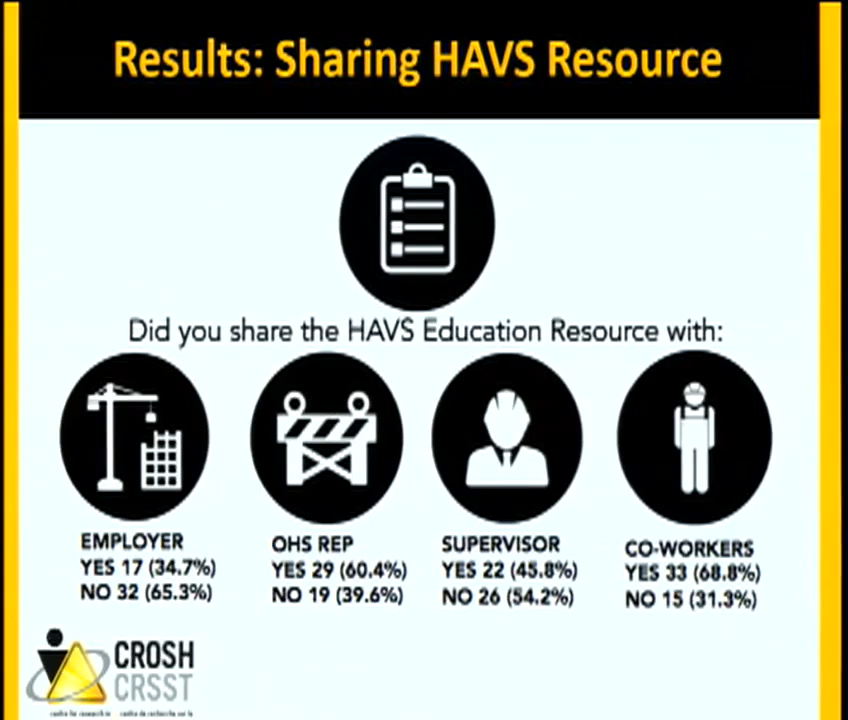 Results: Sharing HAVS Resource
Did you share the HAVS Education Resource with:
EMPLOYER
YES 17 (34.7%)
NO 32 (65.3%)
OHS REP
YES 29 (60.4%)
NO 19 (39.6%)
SUPERVISOR
YES 22 (45.8%)
NO 26 (54.2%)
CO-WORKERS
YES 33 (68.8%)
NO 15 (31.3%)
CROSH
CRSST